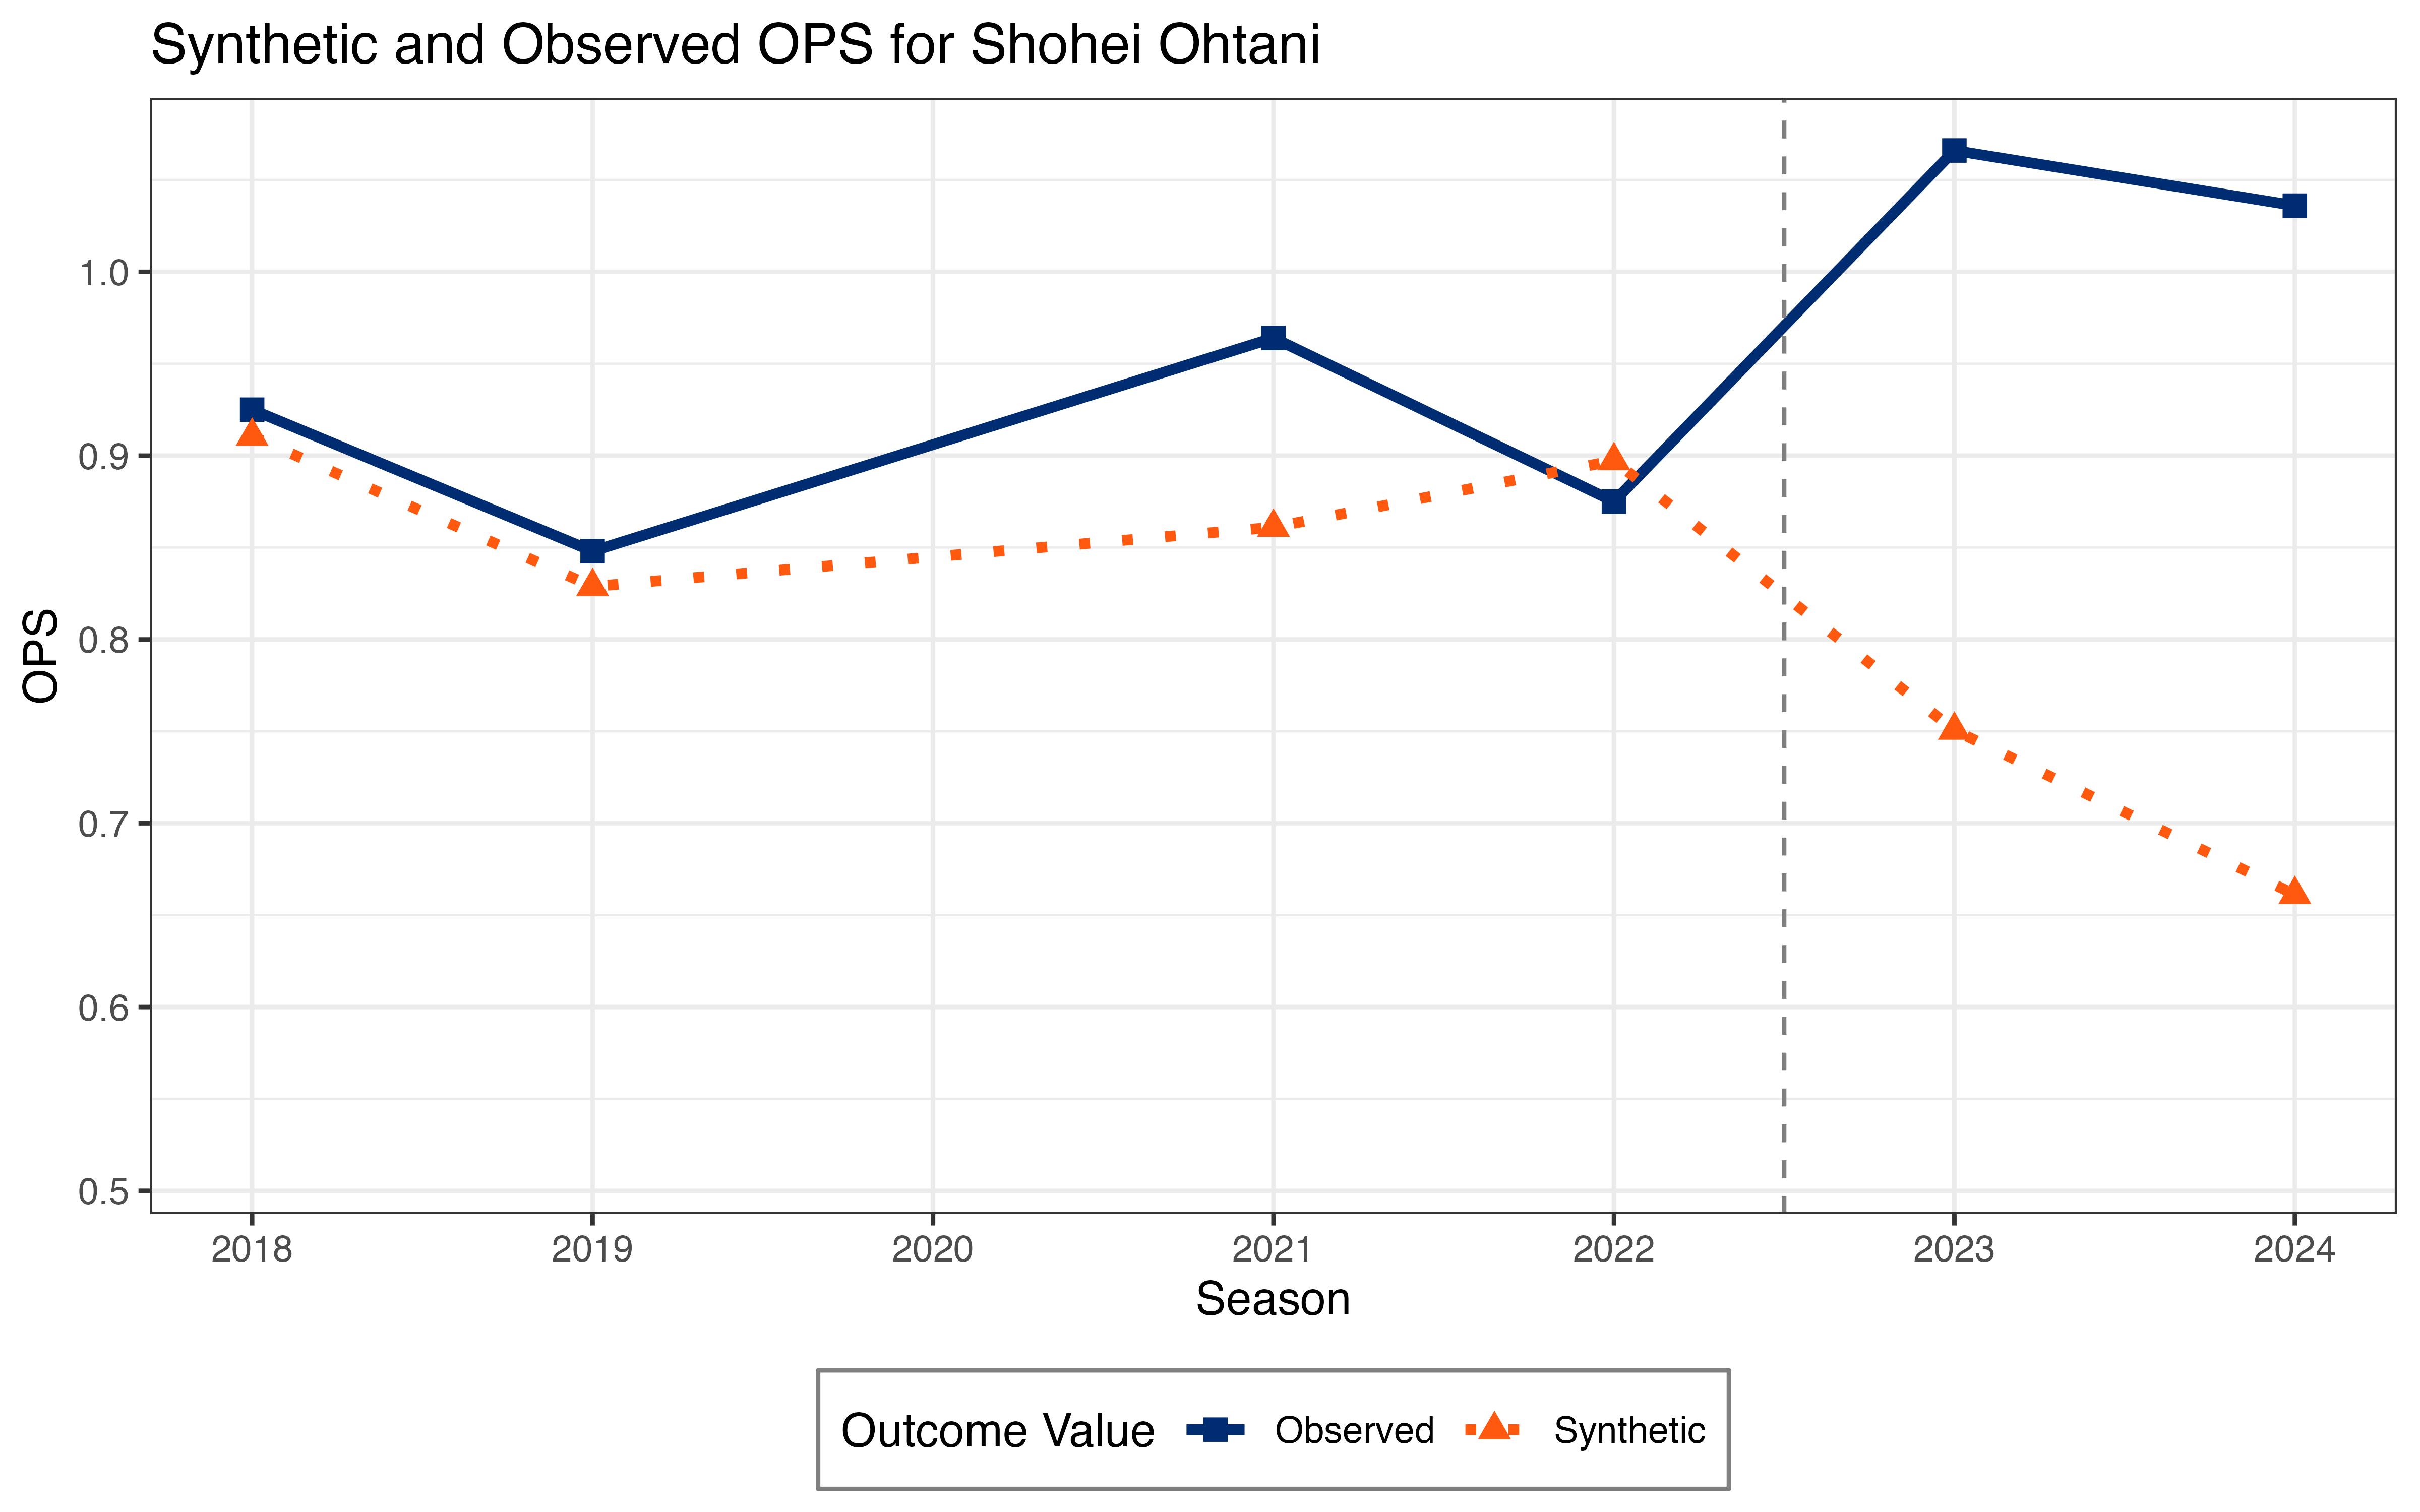 Synthetic and Observed OPS for Shohei Ohtani
OPS
1.0
0.9
0.8
0.7
0.6
0.5
2018 2019 2020 2021 2022 2023 2024
Season
Outcome Value Observed Synthetic